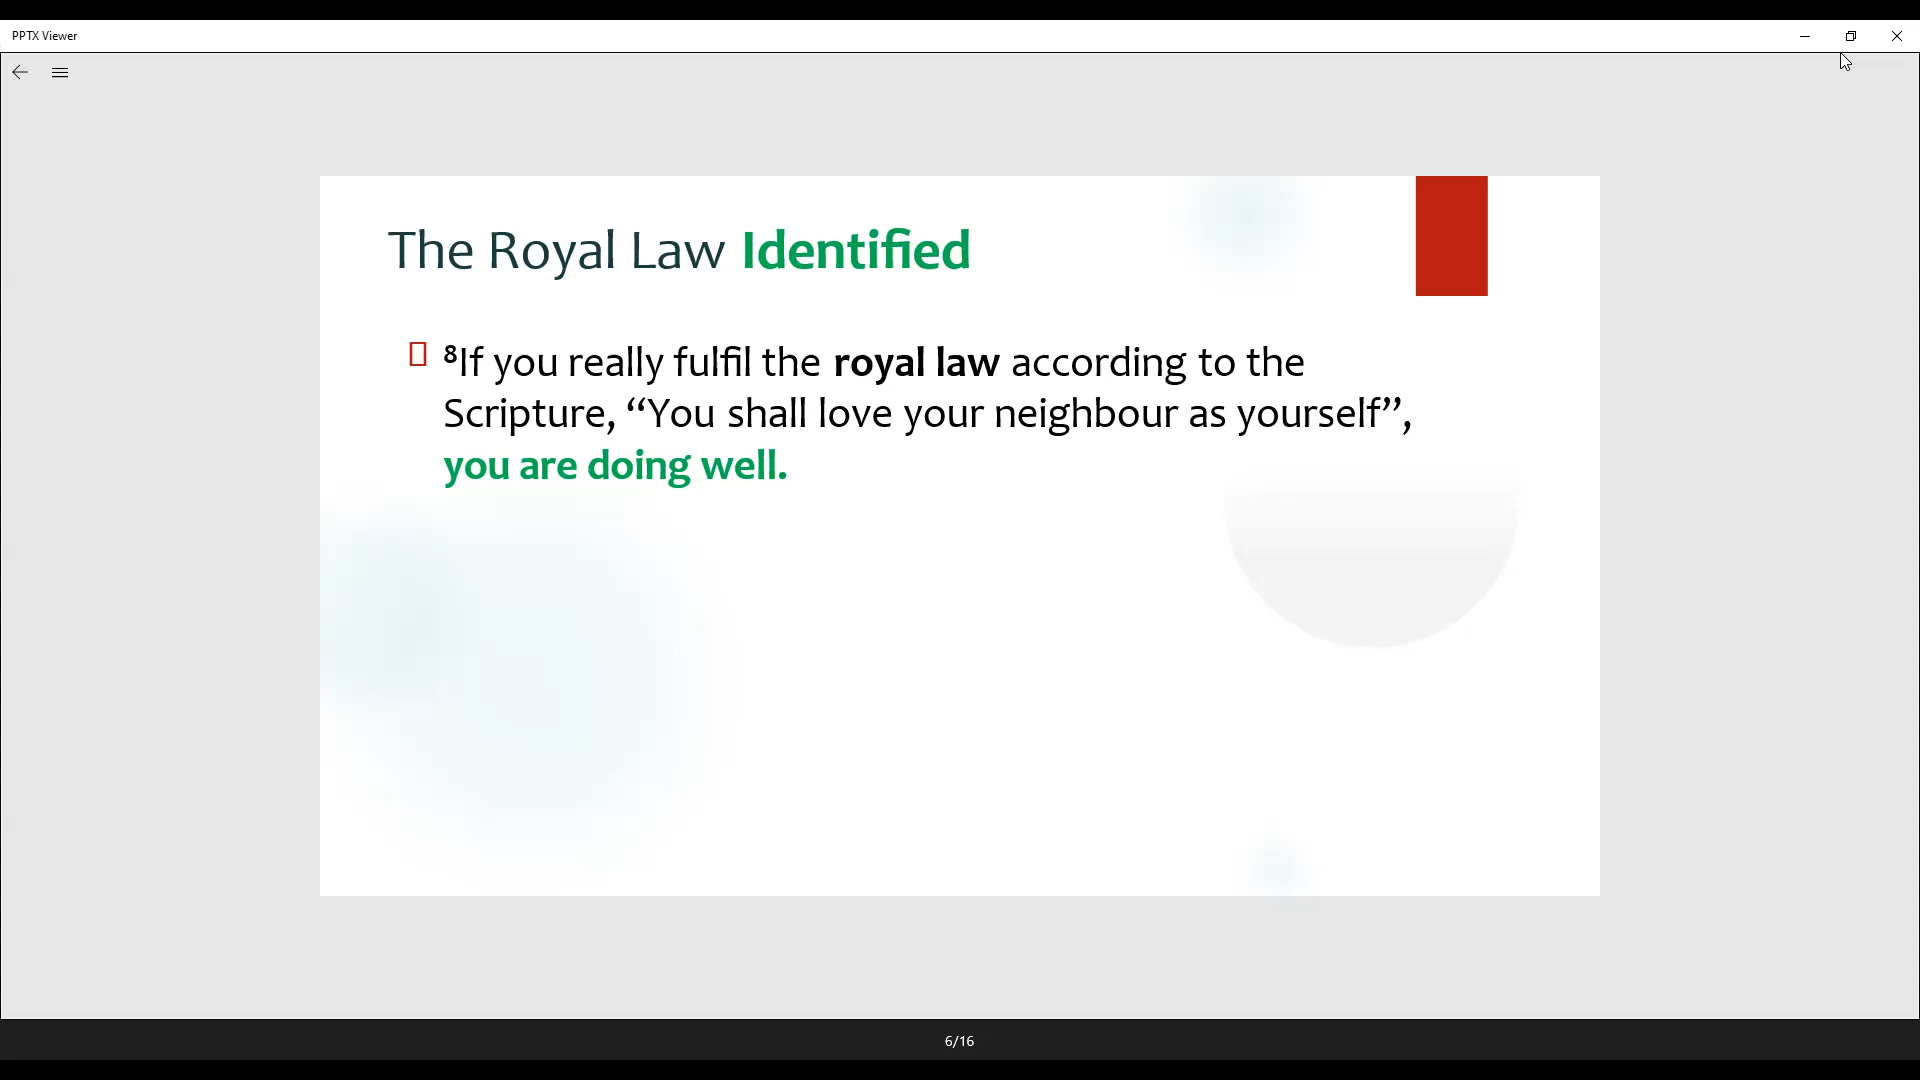 PPTX Viewer
The Royal Law Identified
⁸If you really fulfil the royal law according to the
Scripture, “You shall love your neighbour as yourself”,
you are doing well.
6/16